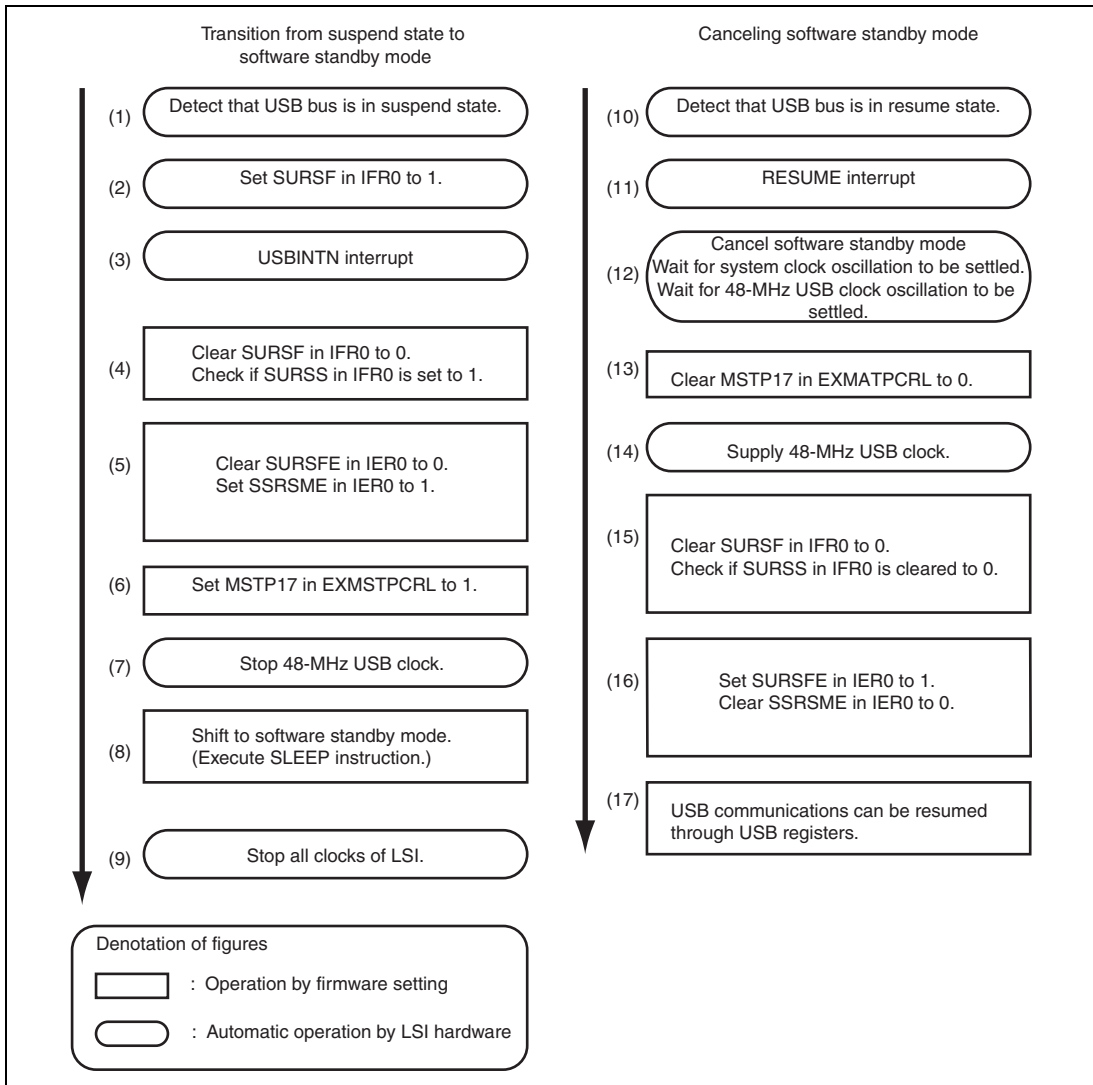 Transition from suspend state to
software standby mode
(1) Detect that USB bus is in suspend state.
(2) Set SURSF in IFR0 to 1.
(3) USBINTN interrupt
(4) Clear SURSF in IFR0 to 0.
Check if SURSS in IFR0 is set to 1.
(5) Clear SURSFE in IER0 to 0.
Set SSRSME in IER0 to 1.
(6) Set MSTP17 in EXMSTPCRL to 1.
(7) Stop 48-MHz USB clock.
(8) Shift to software standby mode.
(Execute SLEEP instruction.)
(9) Stop all clocks of LSI.
Canceling software standby mode
(10) Detect that USB bus is in resume state.
(11) RESUME interrupt
(12) Cancel software standby mode
Wait for system clock oscillation to be settled.
Wait for 48-MHz USB clock oscillation to be
settled.
(13) Clear MSTP17 in EXMATPCRL to 0.
(14) Supply 48-MHz USB clock.
(15) Clear SURSF in IFR0 to 0.
Check if SURSS in IFR0 is cleared to 0.
(16) Set SURSFE in IER0 to 1.
Clear SSRSME in IER0 to 0.
(17) USB communications can be resumed
through USB registers.
Denotation of figures
: Operation by firmware setting
: Automatic operation by LSI hardware